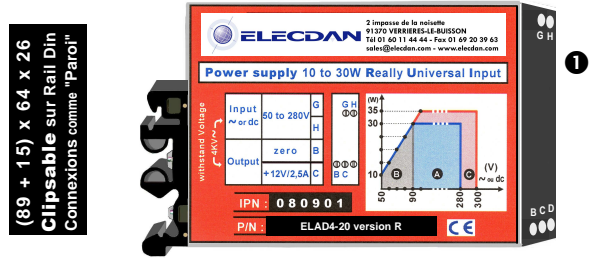 (89 + 15) x 64 x 26
Clipsable sur Rail Din
Connexions comme "Paroi"
ELECDAN
2 impasse de la noisette
91370 VERRIERES-LE-BUISSON
Tél 01 60 11 44 44 - Fax 01 69 20 39 63
sales@elecdan.com - www.elecdan.com
Power supply 10 to 30W Really Universal Input
withstand Voltage
4KV~
Input
~ or dc
50 to 280V
G
H
Output
zero
B
+12V/2,5A
C
G H
B C
(W)
35
30
10
B
A
C
(V)
~ ou dc
50
90
280
300
IPN : 080901
P/N : ELAD4-20 version R
CE
G H
B C D
1